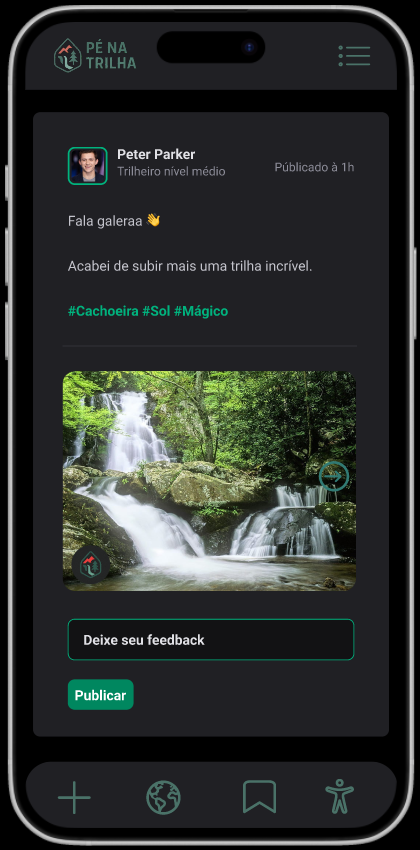 PÉ NA
TRILHA
Peter Parker
Trilheiro nível médio
Públicado à 1h
Fala galeraa 👋
Acabei de subir mais uma trilha incrível.
#Cachoeira #Sol #Mágico
Deixe seu feedback
Publicar